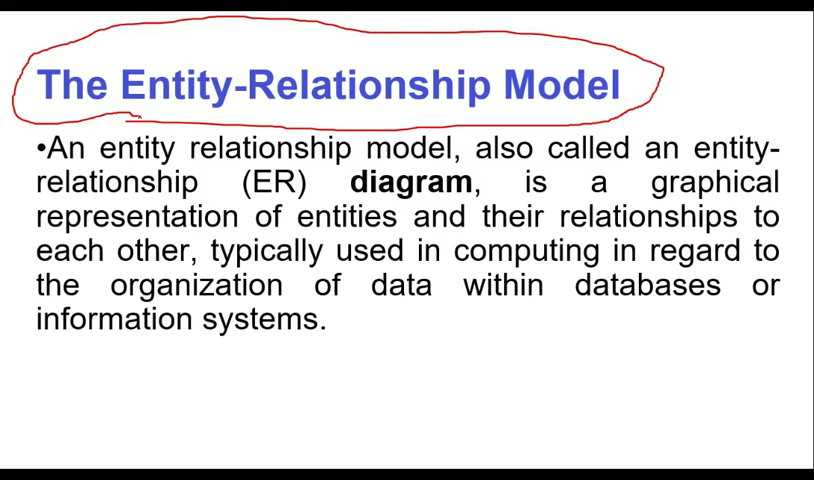 The Entity-Relationship Model
•An entity relationship model, also called an entity-
relationship (ER) diagram, is a graphical
representation of entities and their relationships to
each other, typically used in computing in regard to
the organization of data within databases or
information systems.